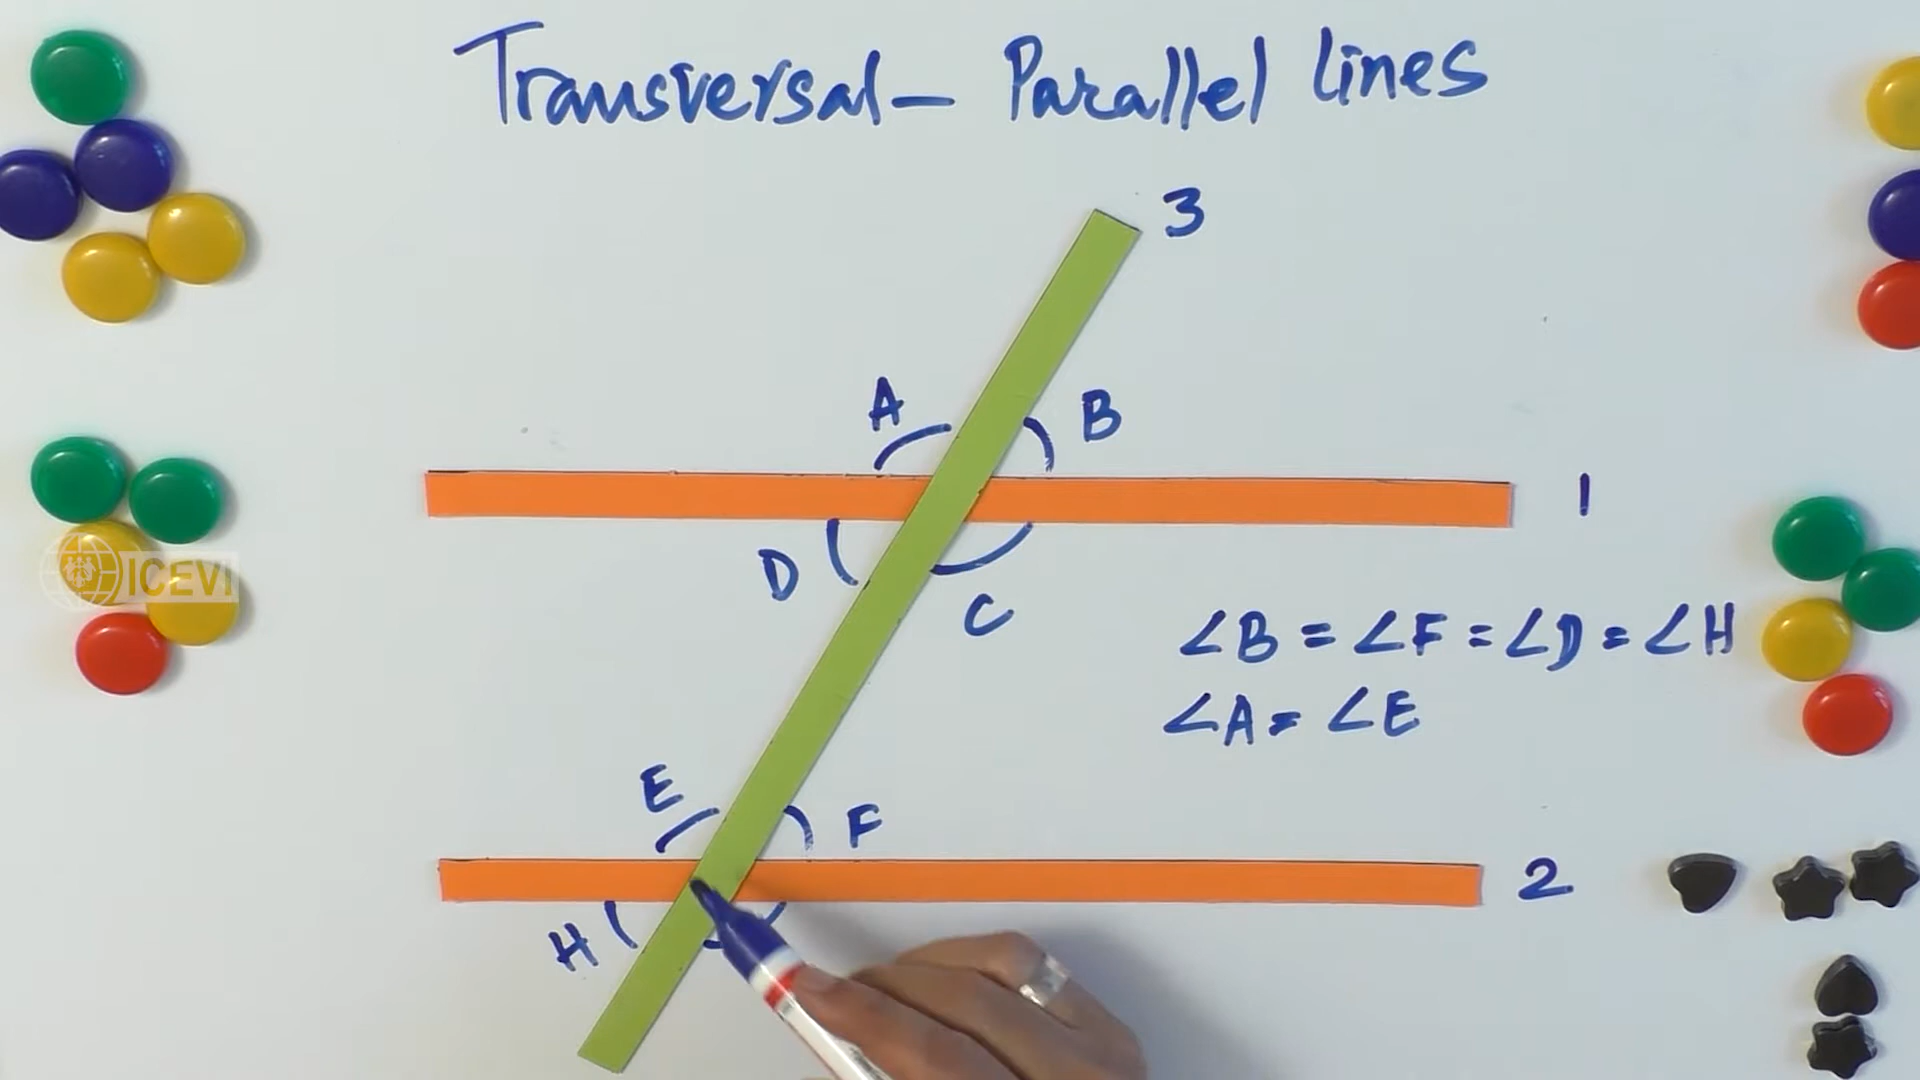 Transversal - Parallel lines
3
A
B
1
D
C
∠B = ∠F = ∠D = ∠H
∠A = ∠E
E
F
2
H
ICEVI